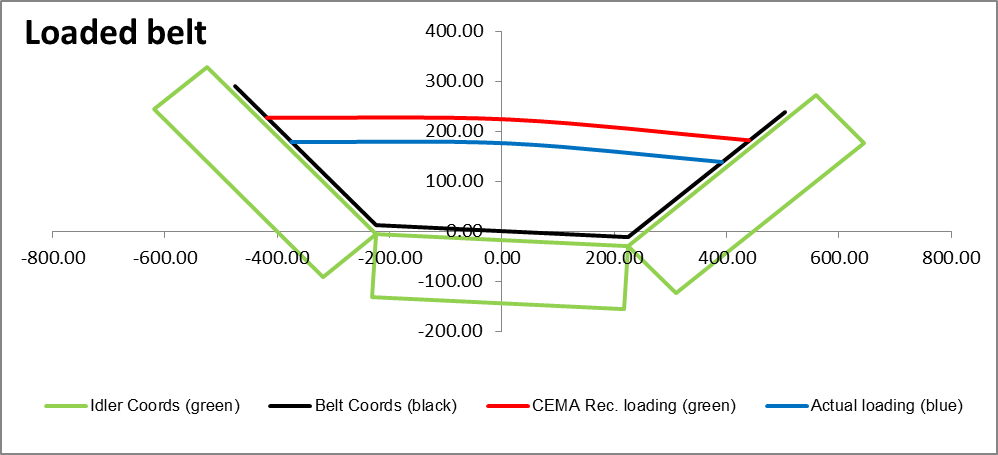 Loaded belt
400.00
300.00
200.00
100.00
0.00
-100.00
-200.00
-800.00 -600.00 -400.00 -200.00 0.00 200.00 400.00 600.00 800.00
Idler Coords (green) Belt Coords (black) CEMA Rec. loading (green) Actual loading (blue)